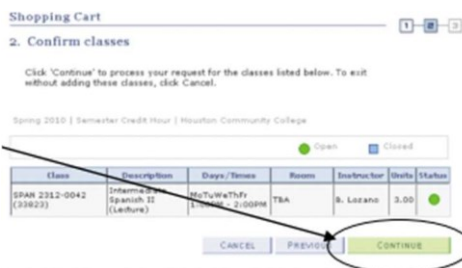 Shopping Cart
1 2 3
2. Confirm classes
Click 'Continue' to process your request for the classes listed below. To exit
without adding these classes, click Cancel.
Spring 2010 | Semester Credit Hour | Houston Community College
Open Closed
Class Description Days/Times Room Instructor Units Status
SPAN 2312-0042
(33823)
Intermediate
Spanish II
(Lecture)
MoTuWeThFr
1:00PM - 2:00PM
TBA
B. Lozano
3.00
CANCEL PREVIOUS CONTINUE